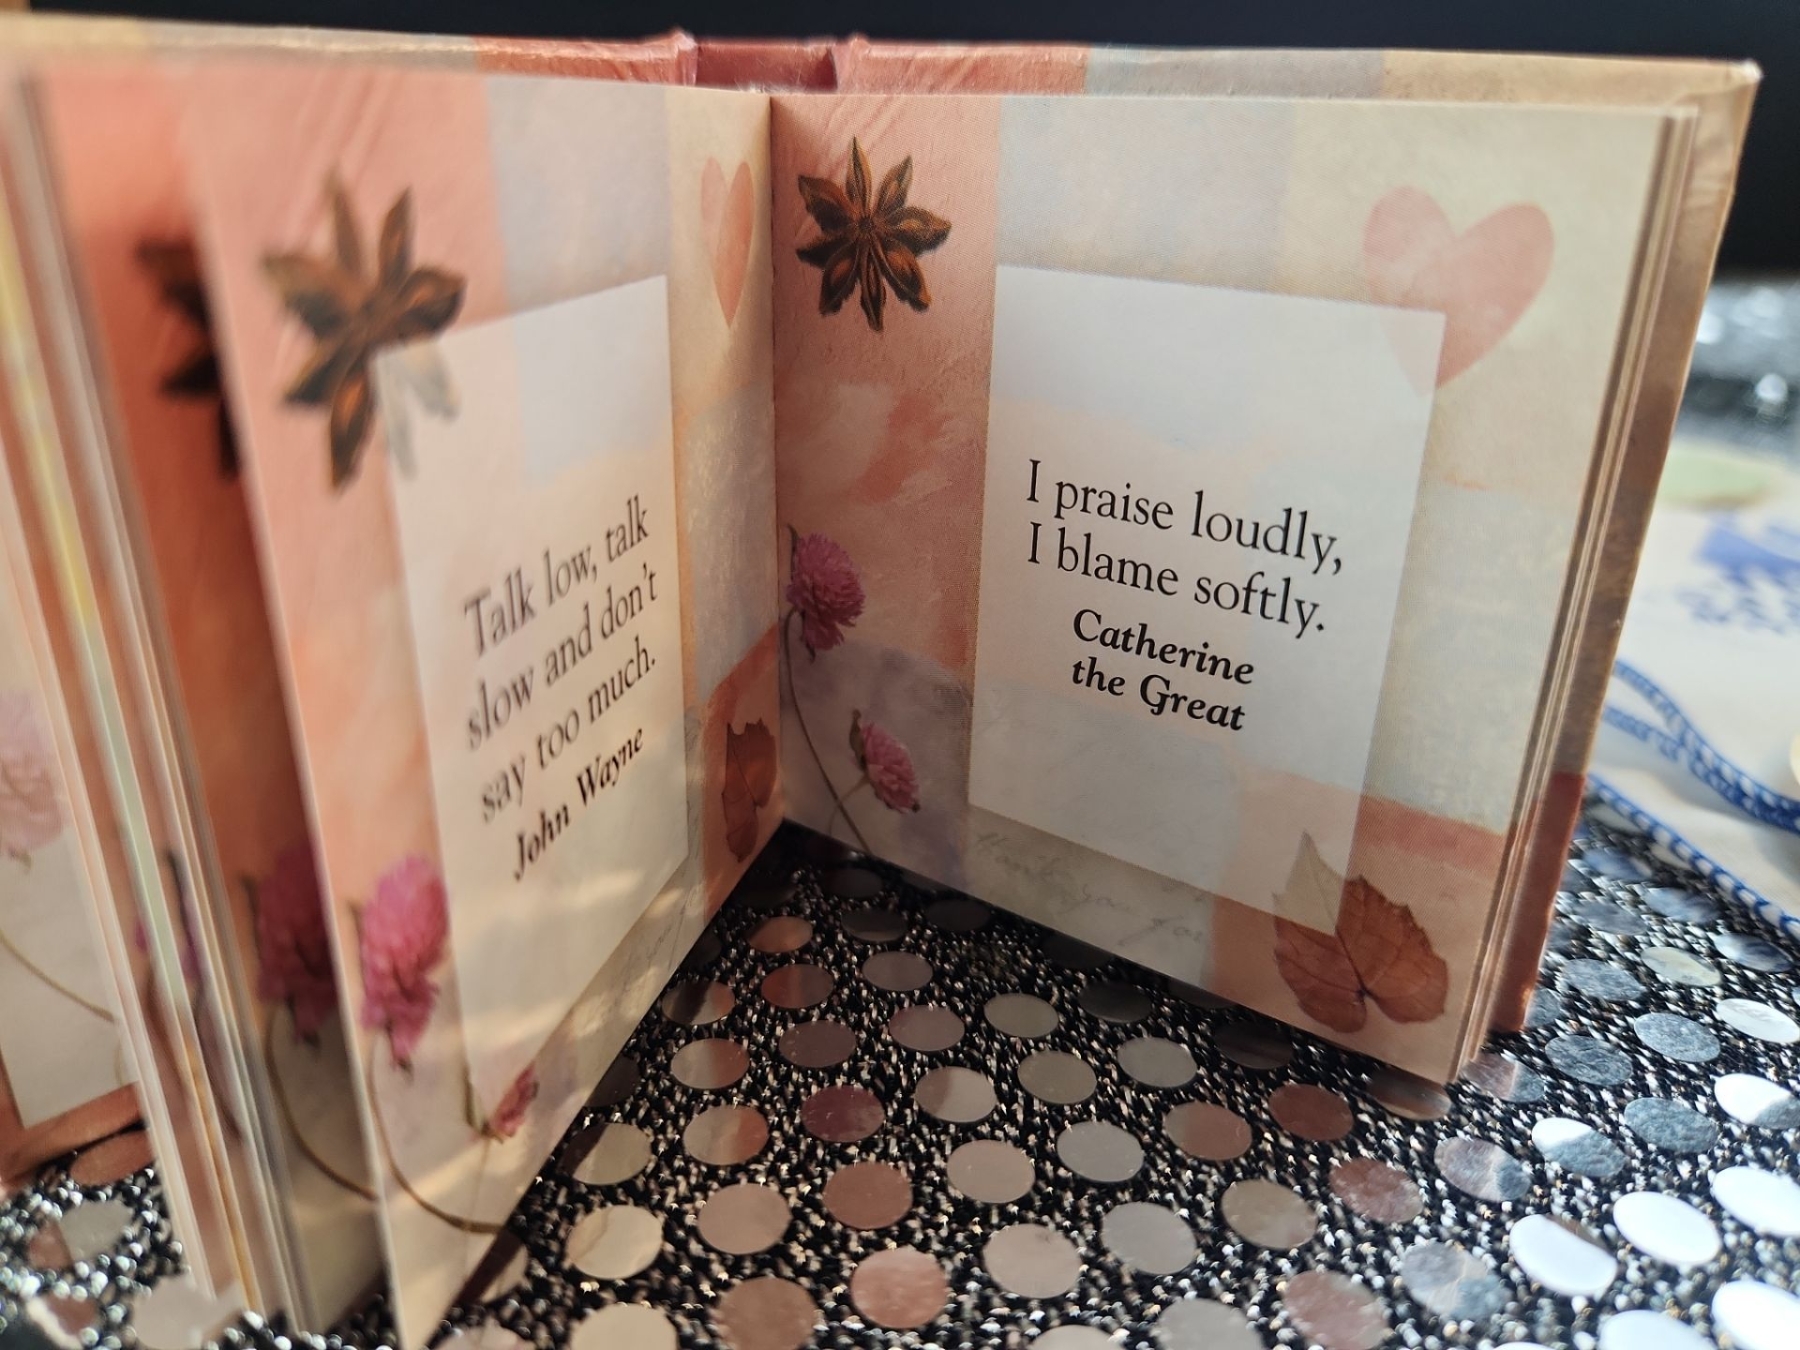 Talk low, talk
slow and don't
say too much.
John Wayne
I praise loudly,
I blame softly.
Catherine
the Great